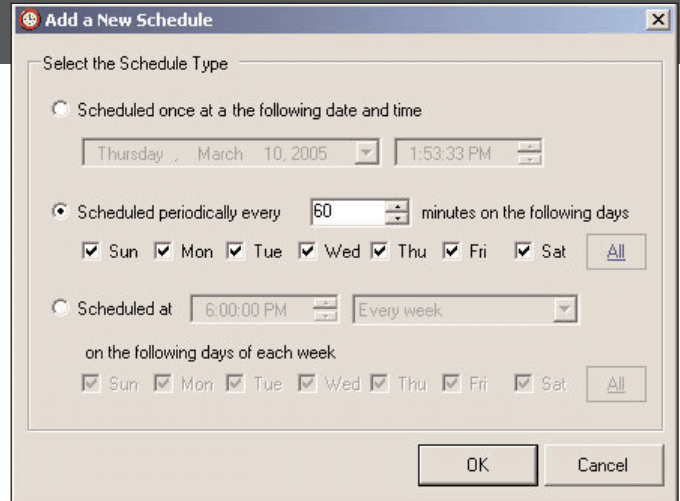 Add a New Schedule
Select the Schedule Type
Scheduled once at a the following date and time
Thursday , March 10, 2005 1:53:33 PM
Scheduled periodically every 60 minutes on the following days
Sun Mon Tue Wed Thu Fri Sat All
Scheduled at 6:00:00 PM Every week
on the following days of each week
Sun Mon Tue Wed Thu Fri Sat All
OK Cancel